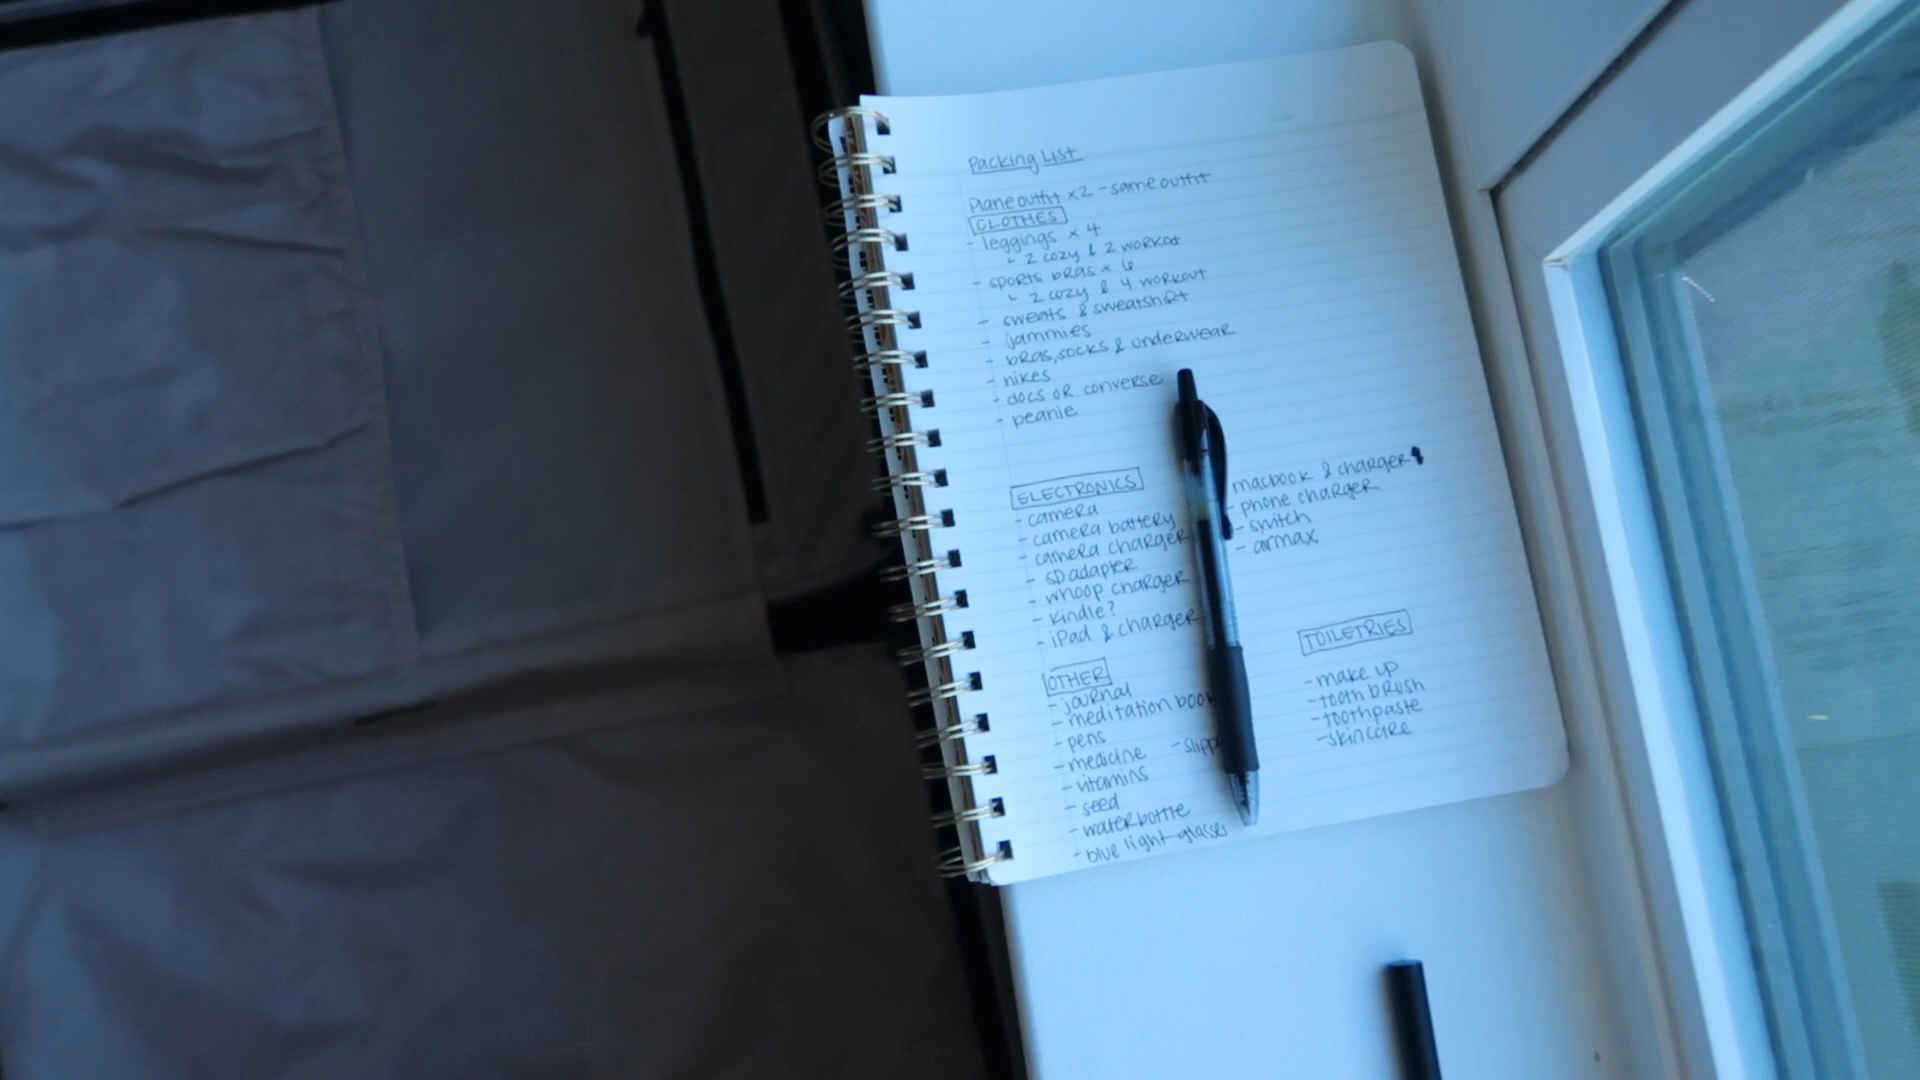 Packing List
Plane outfit x2 - same outfit
CLOTHES
- leggings x 4
↳ 2 cozy & 2 workout
- sports bras x 6
↳ 2 cozy & 4 workout
- sweats & sweatshirt
- jammies
- bras, socks & underwear
- nikes
- docs or converse
- beanie
ELECTRONICS
- camera
- camera battery
- camera charger
- SD adapter
- whoop charger
- kindle?
- iPad & charger
macbook & charger
- phone charger
- switch
- airmax
OTHER
- journal
- meditation book
- pens
- medicine
- vitamins
- seed
- waterbottle
- blue light glasses
TOILETRIES
- make up
- tooth brush
- toothpaste
- skincare